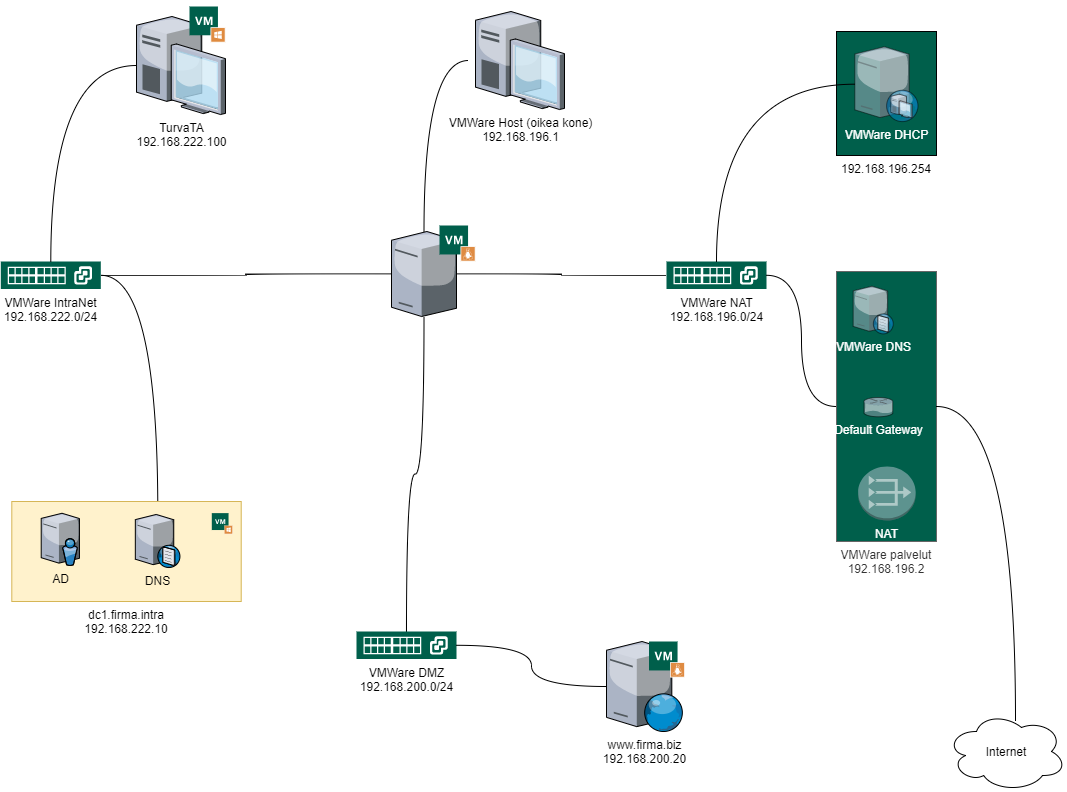 VM
TurvaTA
192.168.222.100
VMWare Host (oikea kone)
192.168.196.1
VMWare DHCP
192.168.196.254
VM
VMWare IntraNet
192.168.222.0/24
VMWare NAT
192.168.196.0/24
VMWare DNS
Default Gateway
NAT
VMWare palvelut
192.168.196.2
VM
AD
DNS
dc1.firma.intra
192.168.222.10
VMWare DMZ
192.168.200.0/24
VM
www.firma.biz
192.168.200.20
Internet